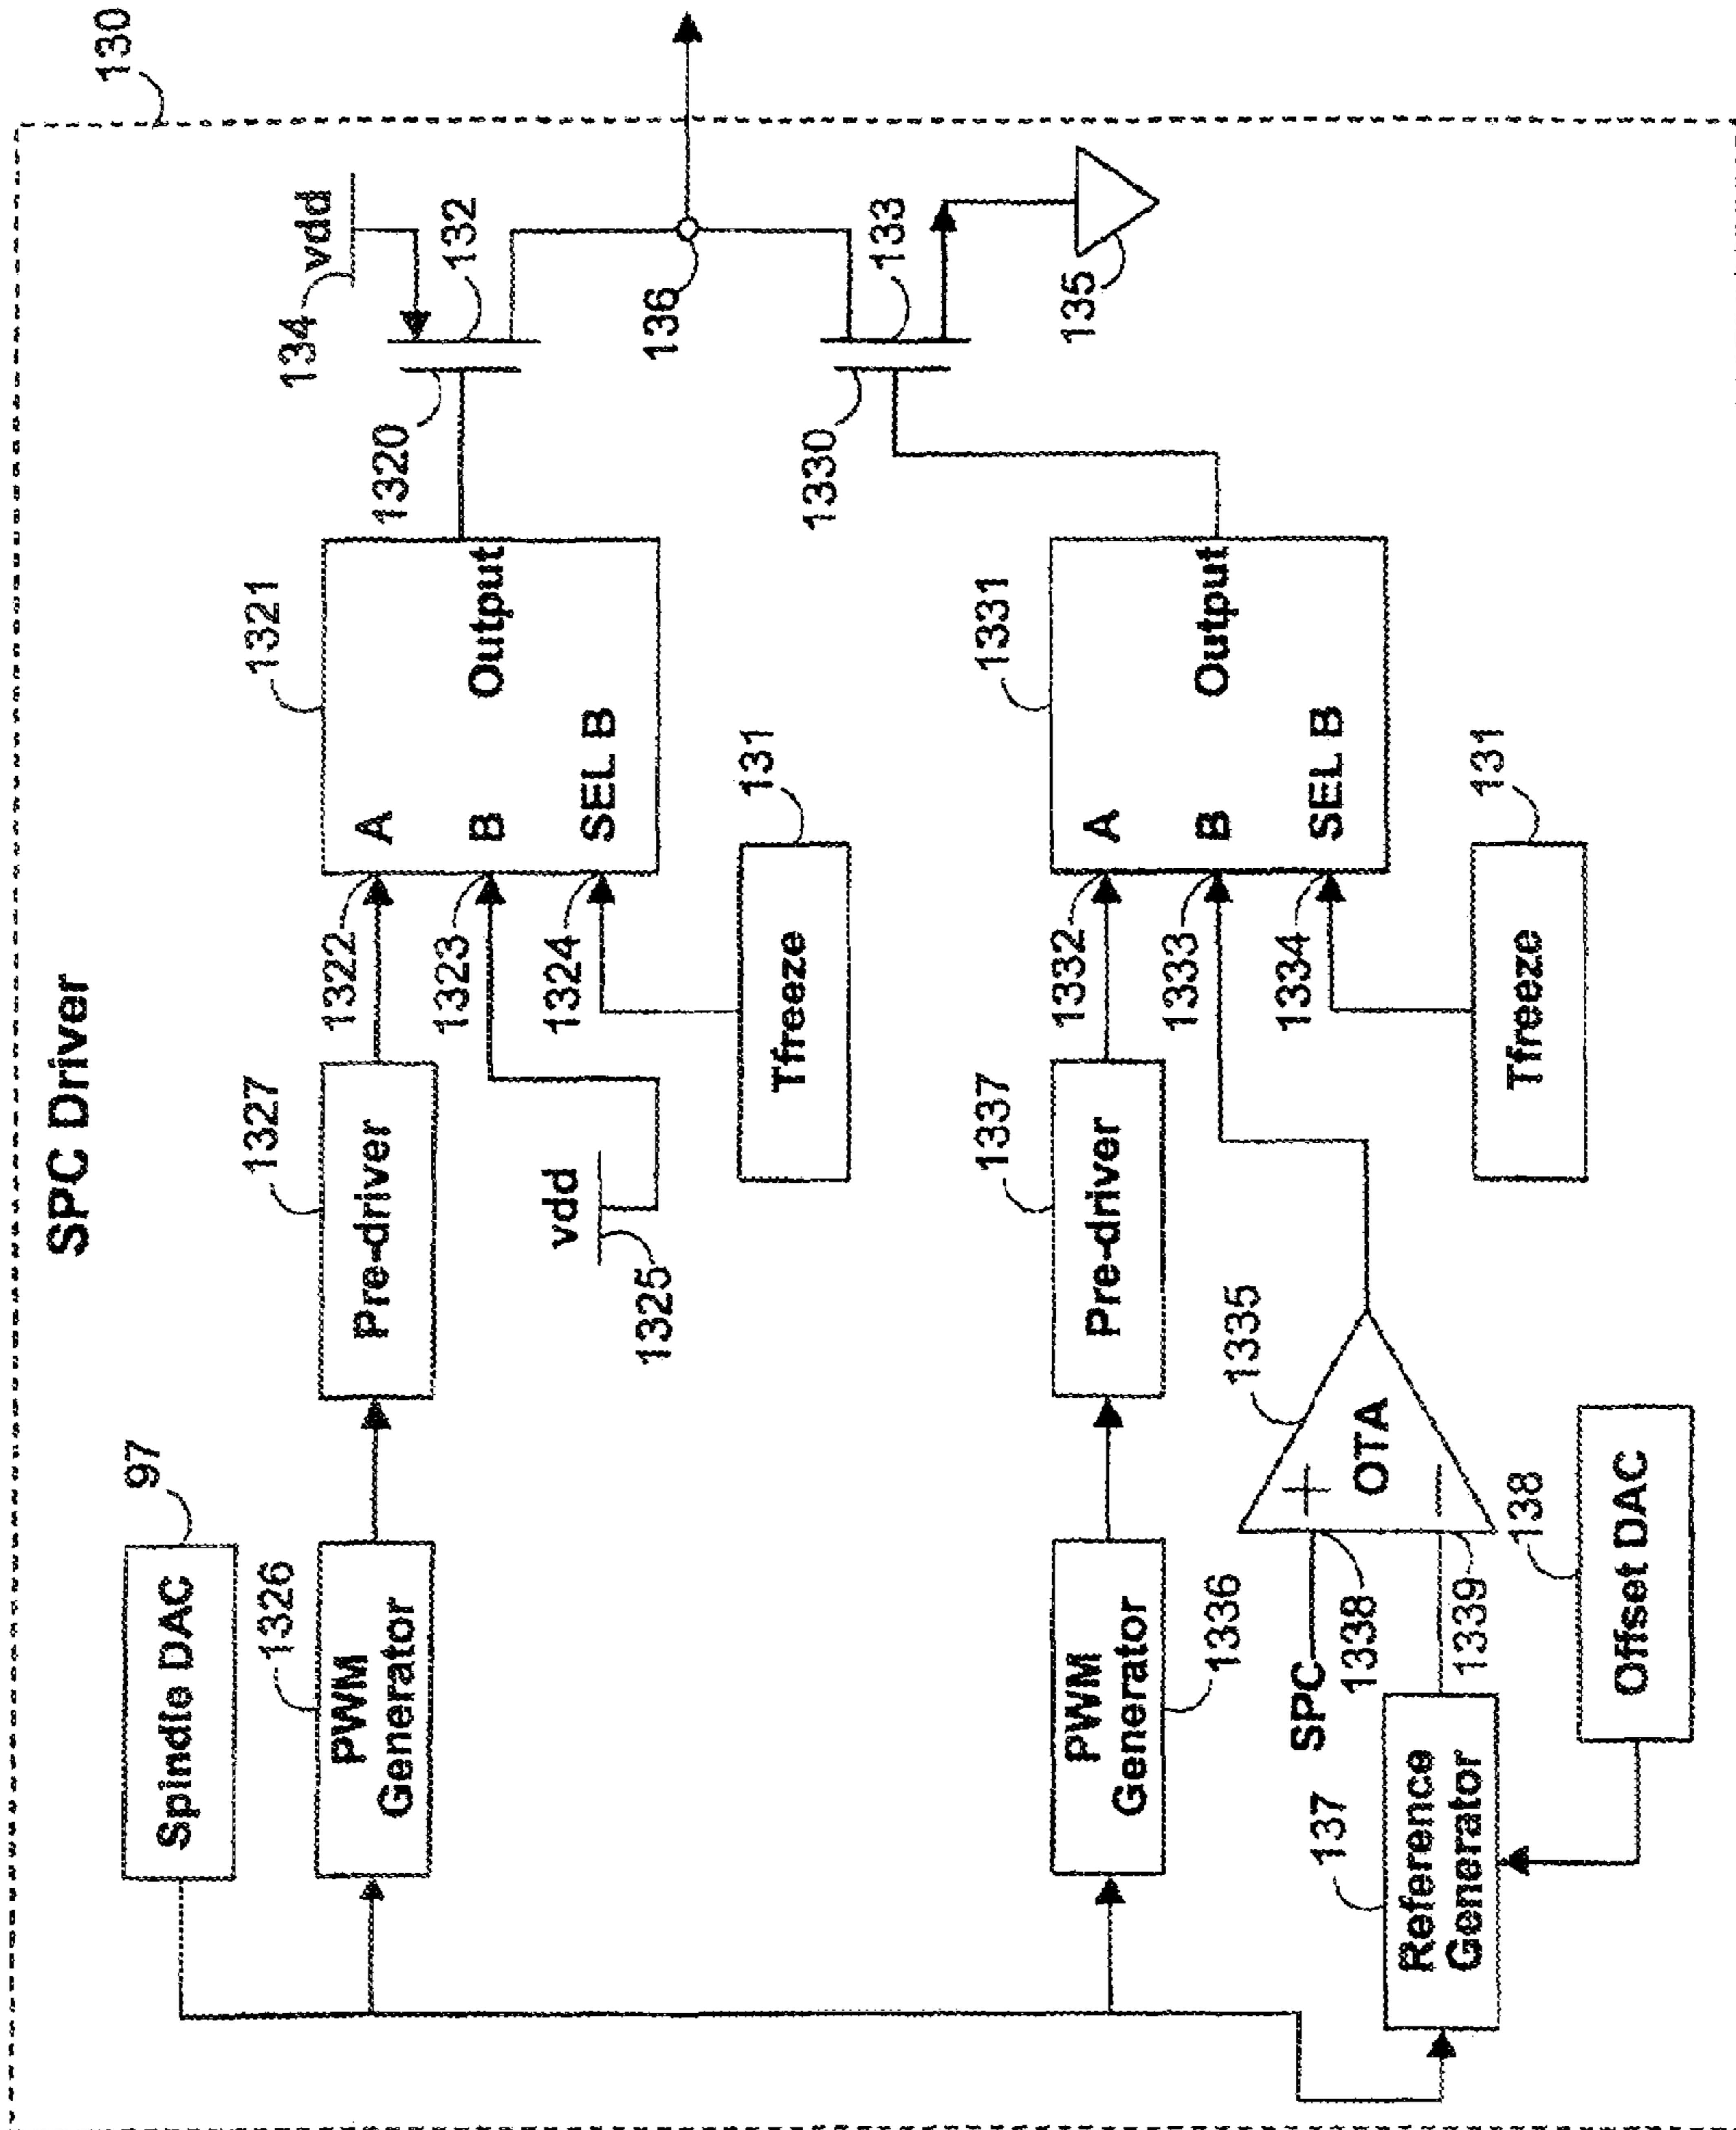 SPC Driver
130
Spindle DAC
97
PWM
Generator
1326
Pre-driver
1327
1322
1323
1324
A
B
SEL B
Output
1321
1320
132
134
vdd
vdd
1325
Tfreeze
131
136
PWM
Generator
1336
Pre-driver
1337
1332
1333
1334
A
B
SEL B
Output
1331
1330
133
135
SPC
1338
1339
OTA
1335
Tfreeze
131
Reference
Generator
137
Offset DAC
138